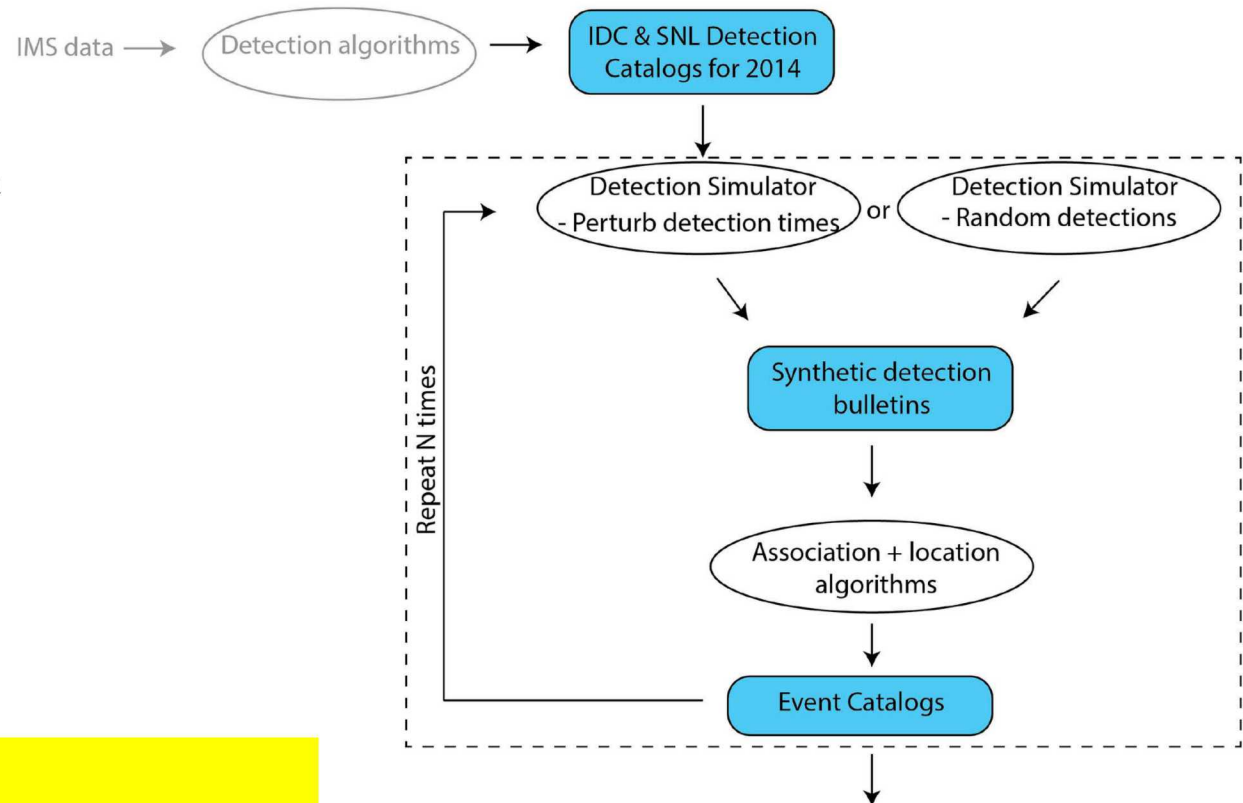 IMS data
Detection algorithms
IDC & SNL Detection
Catalogs for 2014
Detection Simulator
- Perturb detection times
or
Detection Simulator
- Random detections
Repeat N times
Synthetic detection
bulletins
Association + location
algorithms
Event Catalogs